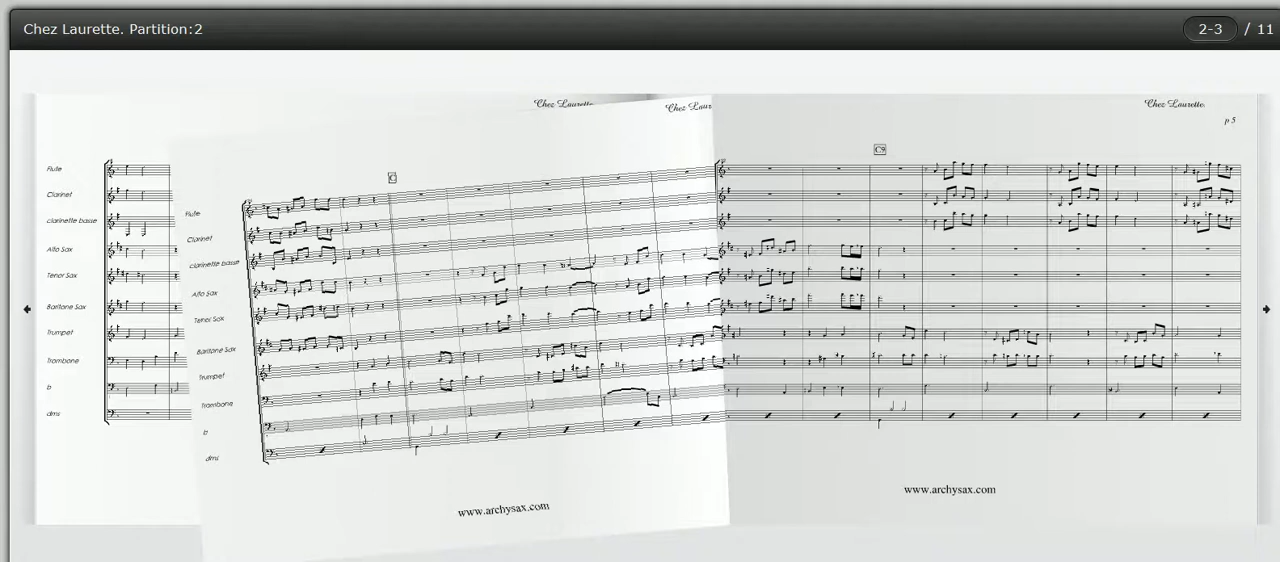 Chez Laurette. Partition:2
2-3 / 11
Chez Laurette.
Flute
Clarinet
clarinette basse
Alto Sax
Tenor Sax
Baritone Sax
Trumpet
Trombone
b
dms
Chez Laur
C
Flute
Clarinet
clarinette basse
Alto Sax
Tenor Sax
Baritone Sax
Trumpet
Trombone
b
dms
www.archysax.com
Chez Laurette.
p 5
C9
www.archysax.com